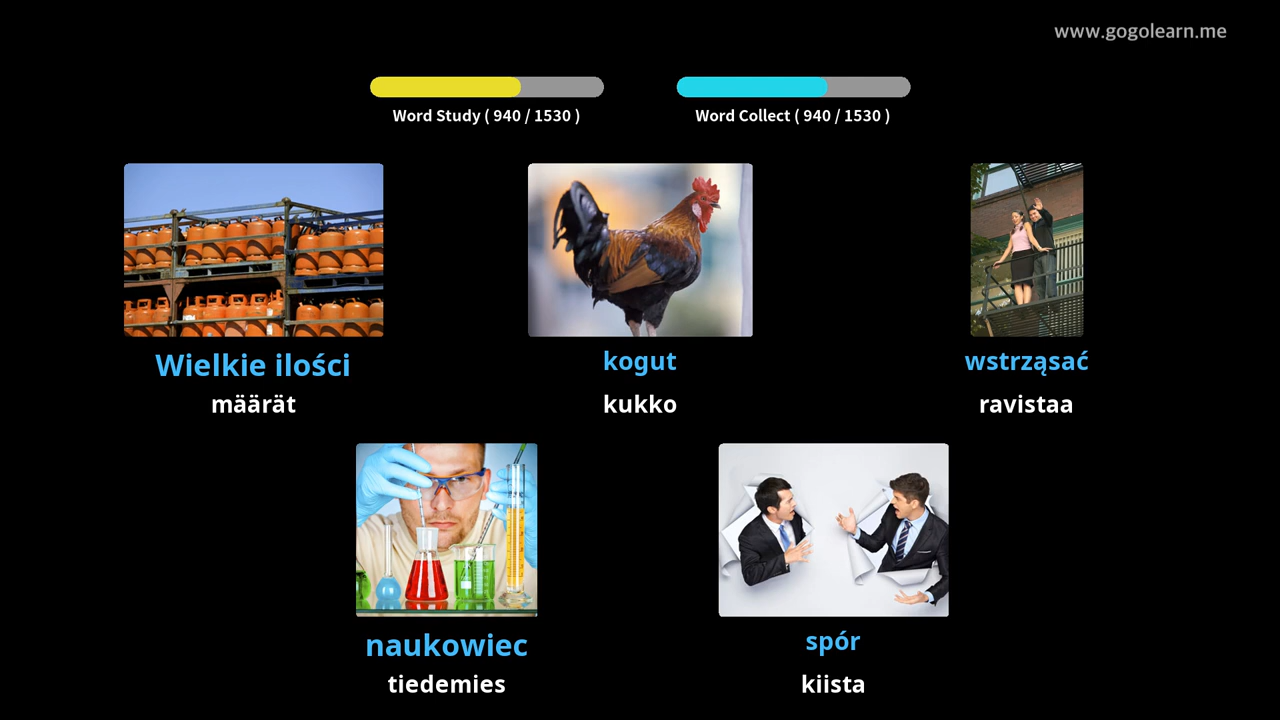 www.gogolearn.me
Word Study ( 940 / 1530 )
Word Collect ( 940 / 1530 )
Wielkie ilości
määrät
kogut
kukko
wstrząsać
ravistaa
naukowiec
tiedemies
spór
kiista